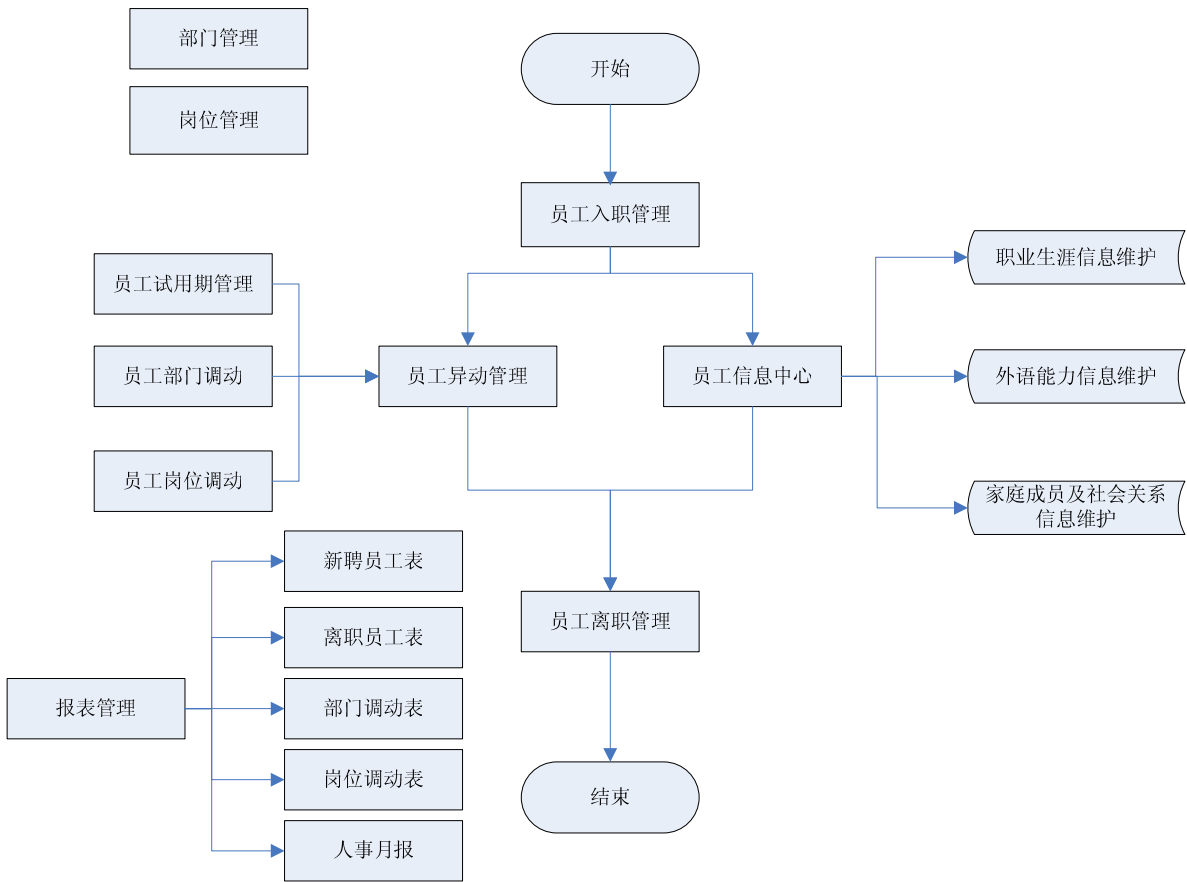 部门管理
开始
岗位管理
员工入职管理
职业生涯信息维护
员工试用期管理
员工部门调动
员工异动管理
员工信息中心
外语能力信息维护
员工岗位调动
家庭成员及社会关系
信息维护
新聘员工表
员工离职管理
离职员工表
报表管理
部门调动表
岗位调动表
结束
人事月报